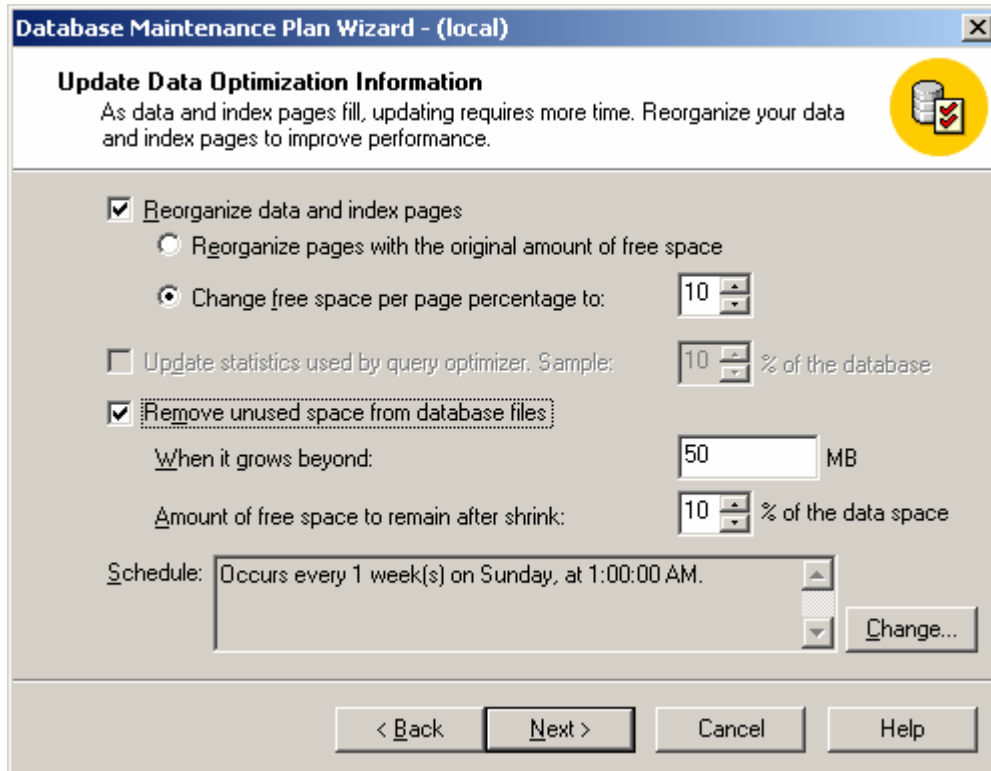 Database Maintenance Plan Wizard - (local)
Update Data Optimization Information
As data and index pages fill, updating requires more time. Reorganize your data
and index pages to improve performance.
Reorganize data and index pages
Reorganize pages with the original amount of free space
Change free space per page percentage to: 10
Update statistics used by query optimizer. Sample: 10 % of the database
Remove unused space from database files
When it grows beyond: 50 MB
Amount of free space to remain after shrink: 10 % of the data space
Schedule: Occurs every 1 week(s) on Sunday, at 1:00:00 AM.
Change...
< Back Next > Cancel Help